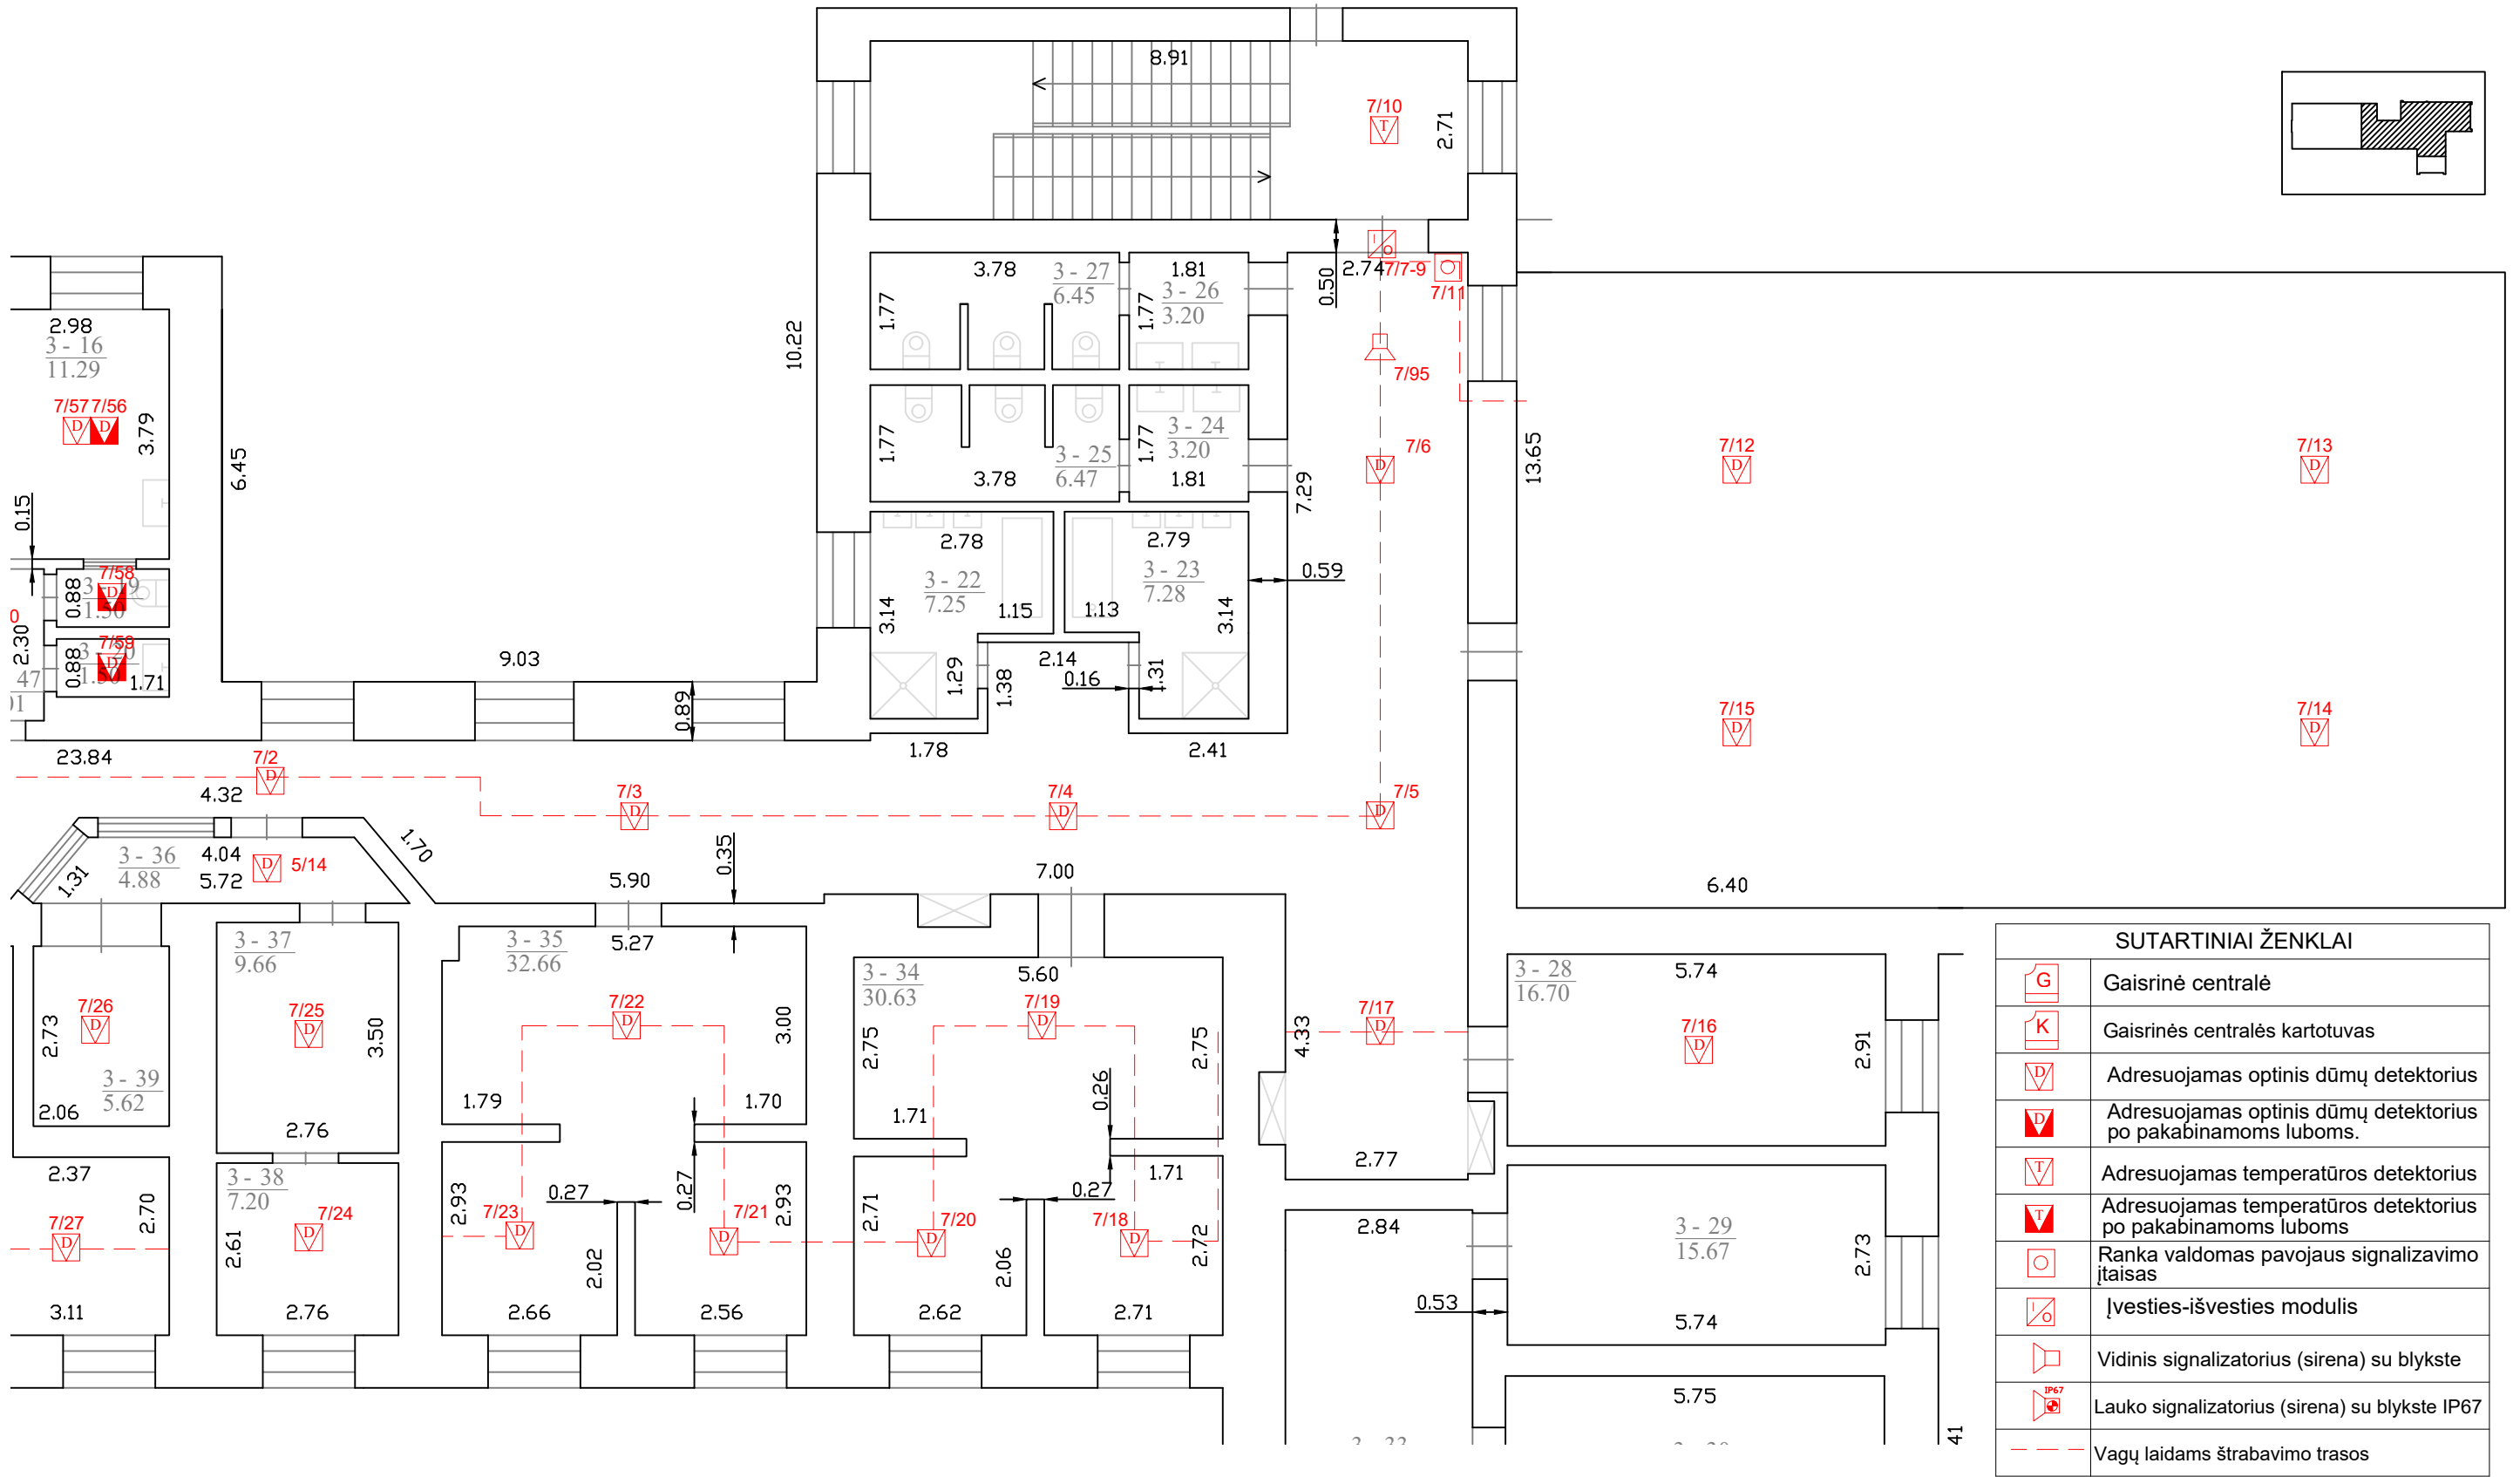 8.91
7/10
T
2.71
I
O
2.74
7/7-9
7/11
0.50
3.78
3 - 27
6.45
1.81
3 - 26
3.20
1.77
1.77
10.22
7/95
2.98
3 - 16
11.29
7/57
7/56
D
D
3.79
6.45
0.15
1.77
3 - 25
6.47
3.78
1.77
3 - 24
3.20
1.81
7.29
7/6
D
13.65
7/12
D
7/13
D
7/58
D
0.88
1.50
0
2.30
7/59
D
0.88
1.71
47
01
2.78
3 - 22
7.25
3.14
1.15
1.29
1.38
2.79
3 - 23
7.28
1.13
3.14
0.59
2.14
0.16
1.31
9.03
0.89
1.78
2.41
7/15
D
7/14
D
23.84
7/2
D
4.32
7/3
D
7/4
D
7/5
D
1.70
3 - 36
4.88
4.04
5.72
D
5/14
1.31
5.90
0.35
7.00
6.40
3 - 37
9.66
3 - 35
32.66
5.27
3 - 34
30.63
5.60
3 - 28
16.70
5.74
7/26
D
2.73
3 - 39
5.62
2.06
7/25
D
3.50
2.76
7/22
D
3.00
1.79
1.70
7/19
D
2.75
2.75
1.71
0.26
4.33
7/17
D
7/16
D
2.91
2.37
2.70
7/27
D
3.11
3 - 38
7.20
7/24
D
2.61
2.76
2.93
7/23
D
0.27
0.27
7/21
D
2.93
2.02
2.66
2.56
2.71
7/20
D
2.06
0.27
7/18
D
1.71
2.72
2.62
2.71
2.77
2.84
3 - 29
15.67
2.73
0.53
5.74
5.75
41
SUTARTINIAI ŽENKLAI
G
Gaisrinė centralė
K
Gaisrinės centralės kartotuvas
D
Adresuojamas optinis dūmų detektorius
D
Adresuojamas optinis dūmų detektorius
po pakabinamoms luboms.
T
Adresuojamas temperatūros detektorius
T
Adresuojamas temperatūros detektorius
po pakabinamoms luboms
Ranka valdomas pavojaus signalizavimo
įtaisas
I
O
Įvesties-išvesties modulis
Vidinis signalizatorius (sirena) su blykste
IP67
Lauko signalizatorius (sirena) su blykste IP67
Vagų laidams štrabavimo trasos